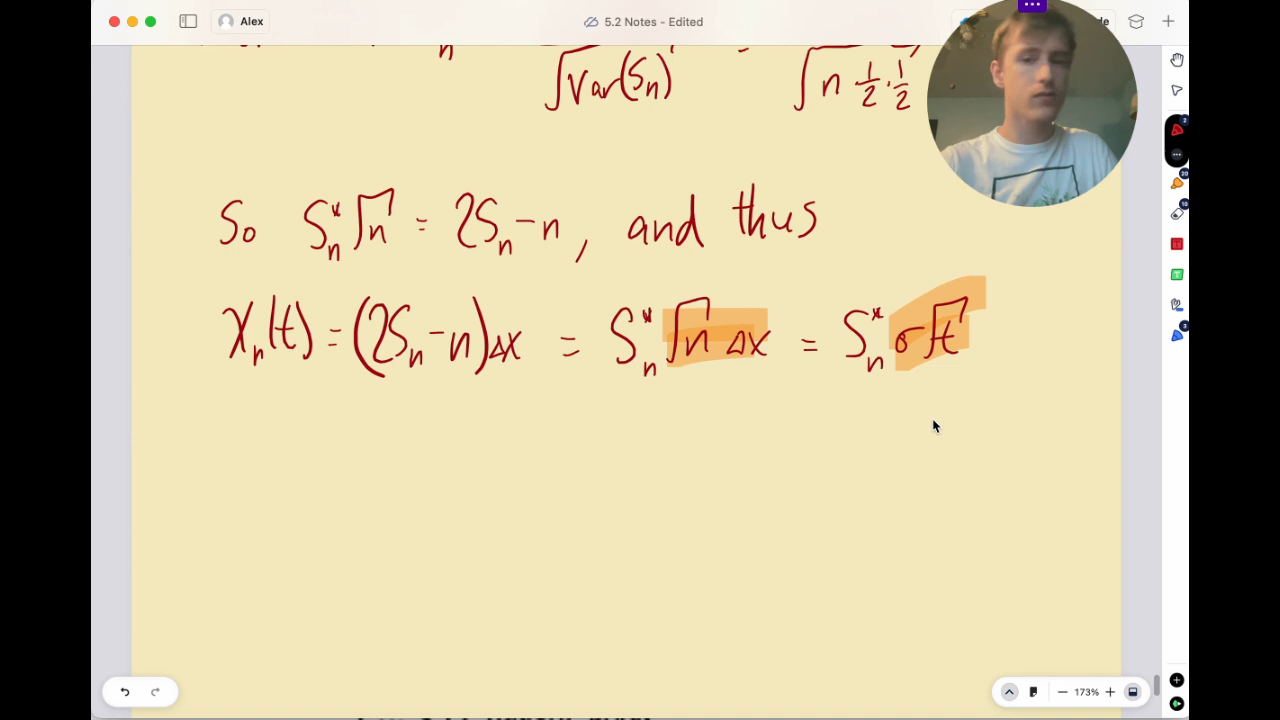 Alex
5.2 Notes - Edited
n
√Var(Sₙ) = √n ½·½
So Sₙ*√n = 2Sₙ-n, and thus
Xₙ(t) = (2Sₙ-n)Δx = Sₙ*√n Δx = Sₙ*σ√t
173%